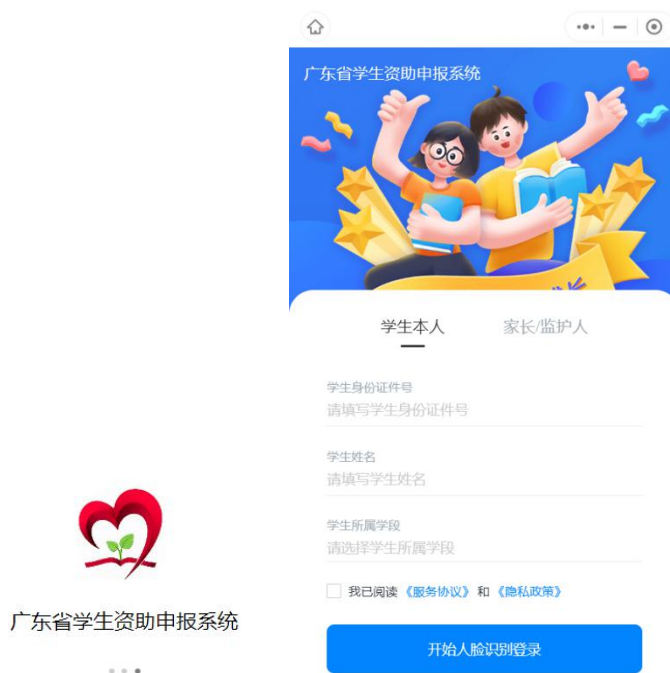 广东省学生资助申报系统
广东省学生资助申报系统
学生本人
家长/监护人
学生身份证件号
请填写学生身份证件号
学生姓名
请填写学生姓名
学生所属学段
请选择学生所属学段
我已阅读《服务协议》和《隐私政策》
开始人脸识别登录